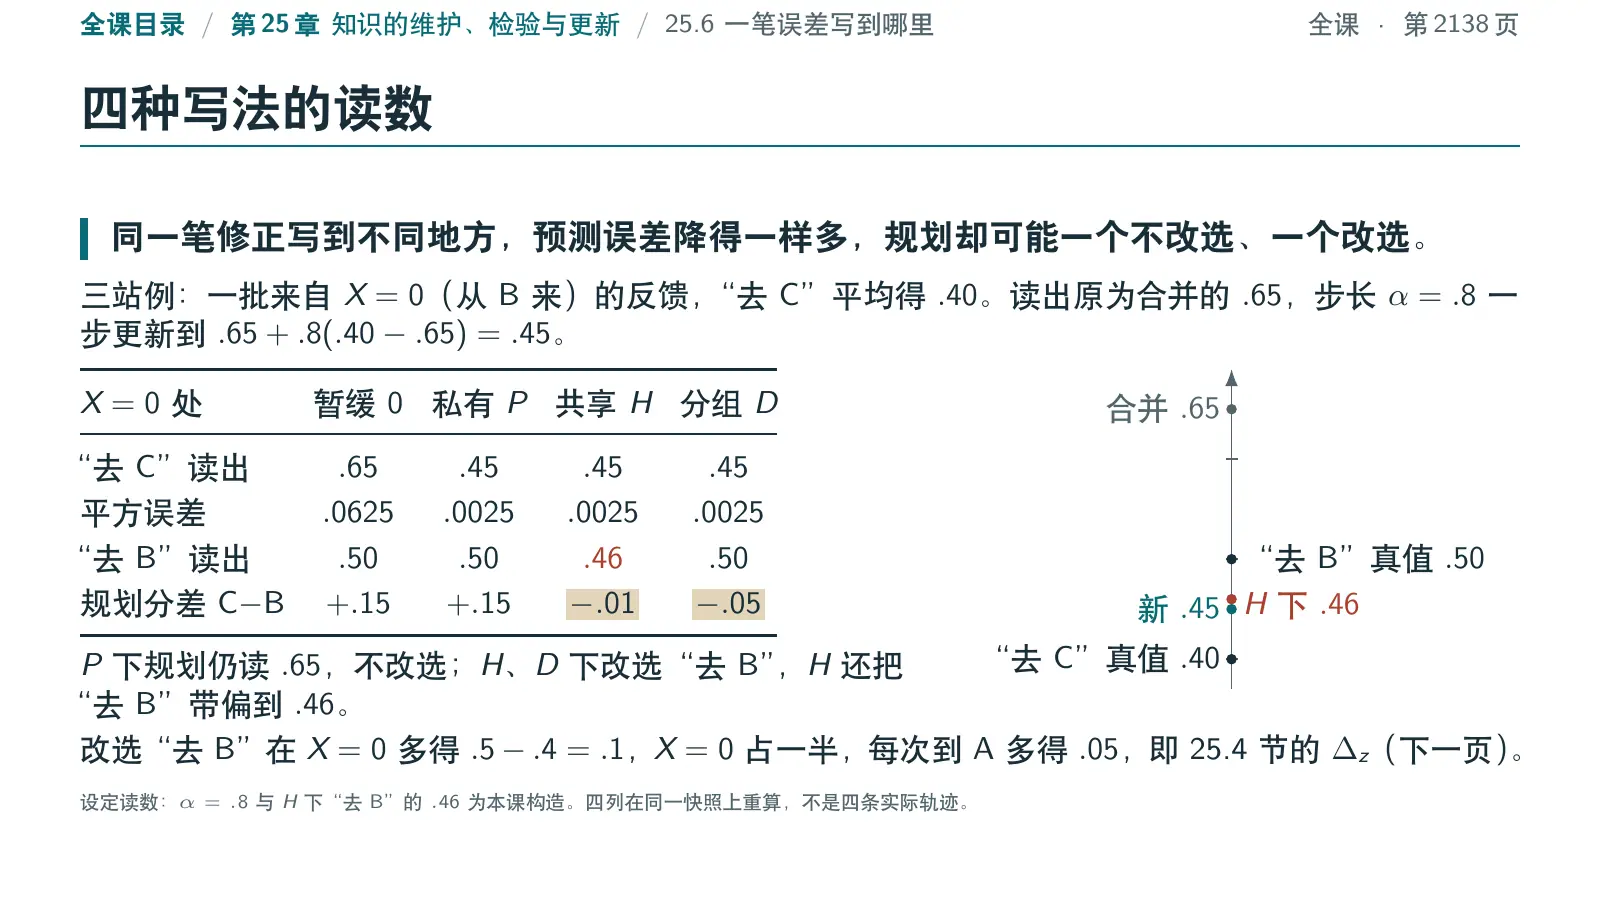 全课目录 / 第 25 章 知识的维护、检验与更新 / 25.6 一笔误差写到哪里
全课 · 第 2138 页
四种写法的读数
同一笔修正写到不同地方，预测误差降得一样多，规划却可能一个不改选、一个改选。
三站例：一批来自 X = 0（从 B 来）的反馈，“去 C”平均得 .40。读出原为合并的 .65，步长 α = .8 一
步更新到 .65 + .8(.40 − .65) = .45。
X = 0 处 暂缓 0 私有 P 共享 H 分组 D
“去 C” 读出 .65 .45 .45 .45
平方误差 .0625 .0025 .0025 .0025
“去 B” 读出 .50 .50 .46 .50
规划分差 C−B +.15 +.15 −.01 −.05
合并 .65
“去 B” 真值 .50
新 .45
H 下 .46
“去 C” 真值 .40
P 下规划仍读 .65，不改选；H、D 下改选“去 B”，H 还把
“去 B” 带偏到 .46。
改选“去 B”在 X = 0 多得 .5 − .4 = .1，X = 0 占一半，每次到 A 多得 .05，即 25.4 节的 Δz（下一页）。
设定读数：α = .8 与 H 下“去 B”的 .46 为本课构造。四列在同一快照上重算，不是四条实际轨迹。